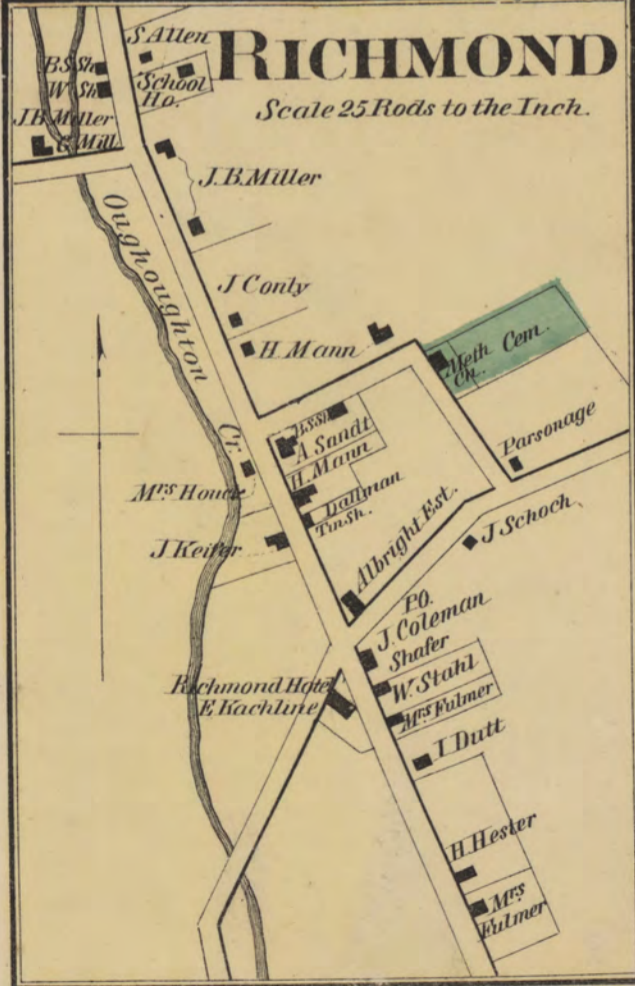 RICHMOND
Scale 25 Rods to the Inch.
S Allen
B S Sh
W Sh
School
Ho.
J. B. Miller
G. Mill
J. B. Miller
Oughoughton
Cr.
J Conly
H. Mann
Meth Cem.
Ch.
B S Sh
A Sandt
H. Mann
Dallman
Tin Sh.
Parsonage
Mrs Houck
J. Keifer
Albright Est.
J Schoch
P.O.
J. Coleman
Shafer
W. Stahl
Mrs Fulmer
Richmond Hotel
E Kachline
I Dutt
H. Hester
Mrs
Fulmer